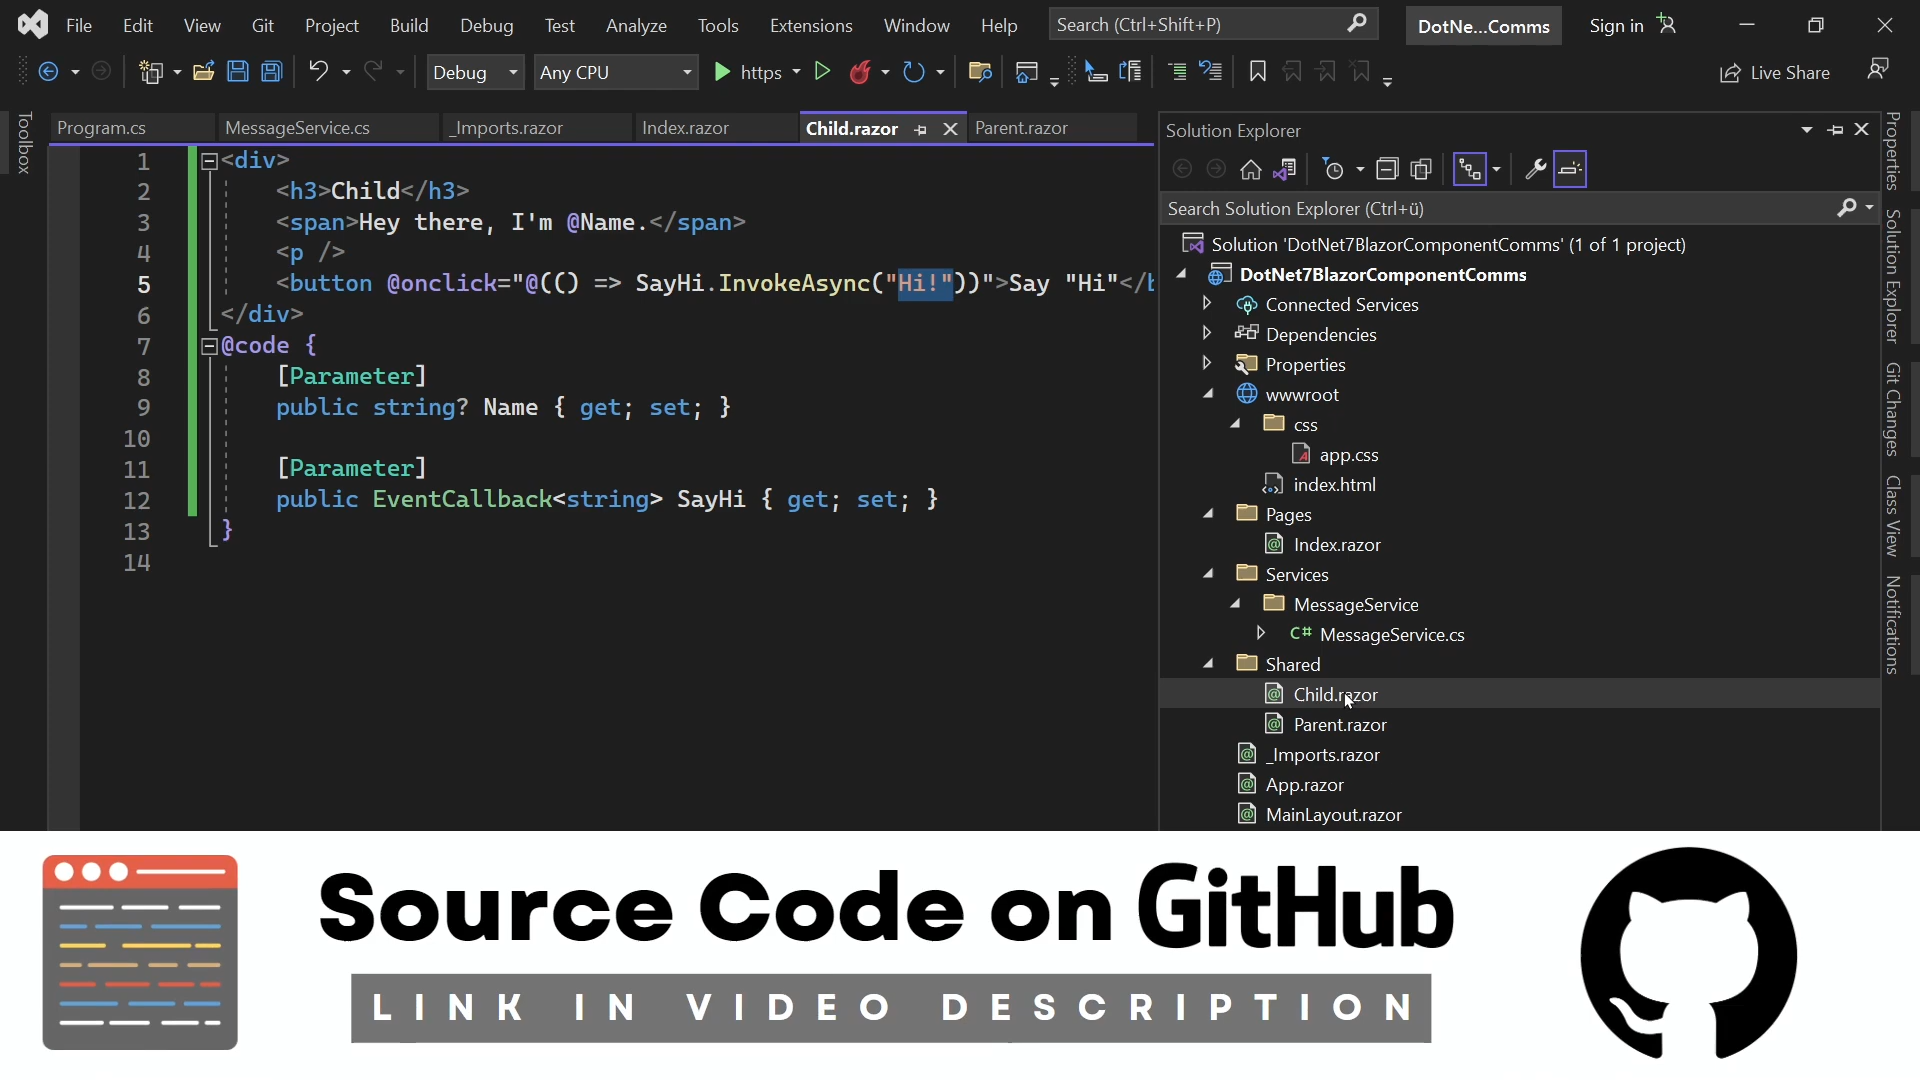 File Edit View Git Project Build Debug Test Analyze Tools Extensions Window Help Search (Ctrl+Shift+P) DotNe...Comms Sign in
Debug Any CPU https Live Share
Toolbox
Program.cs MessageService.cs _Imports.razor Index.razor Child.razor Parent.razor
1 <div>
2 <h3>Child</h3>
3 <span>Hey there, I'm @Name.</span>
4 <p />
5 <button @onclick="@(() => SayHi.InvokeAsync("Hi!"))">Say "Hi"</b
6 </div>
7 @code {
8 [Parameter]
9 public string? Name { get; set; }
10
11 [Parameter]
12 public EventCallback<string> SayHi { get; set; }
13 }
14
Solution Explorer
Search Solution Explorer (Ctrl+ü)
Solution 'DotNet7BlazorComponentComms' (1 of 1 project)
DotNet7BlazorComponentComms
Connected Services
Dependencies
Properties
wwwroot
css
app.css
index.html
Pages
Index.razor
Services
MessageService
C# MessageService.cs
Shared
Child.razor
Parent.razor
_Imports.razor
App.razor
MainLayout.razor
Properties
Solution Explorer
Git Changes
Class View
Notifications
Source Code on GitHub
LINK IN VIDEO DESCRIPTION